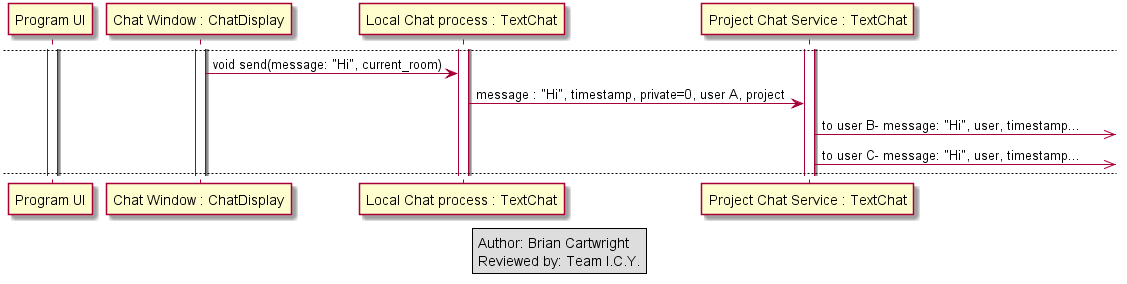 Program UI
Chat Window : ChatDisplay
Local Chat process : TextChat
Project Chat Service : TextChat
void send(message: "Hi", current_room)
message : "Hi", timestamp, private=0, user A, project
to user B- message: "Hi", user, timestamp...
to user C- message: "Hi", user, timestamp...
Program UI
Chat Window : ChatDisplay
Local Chat process : TextChat
Project Chat Service : TextChat
Author: Brian Cartwright
Reviewed by: Team I.C.Y.